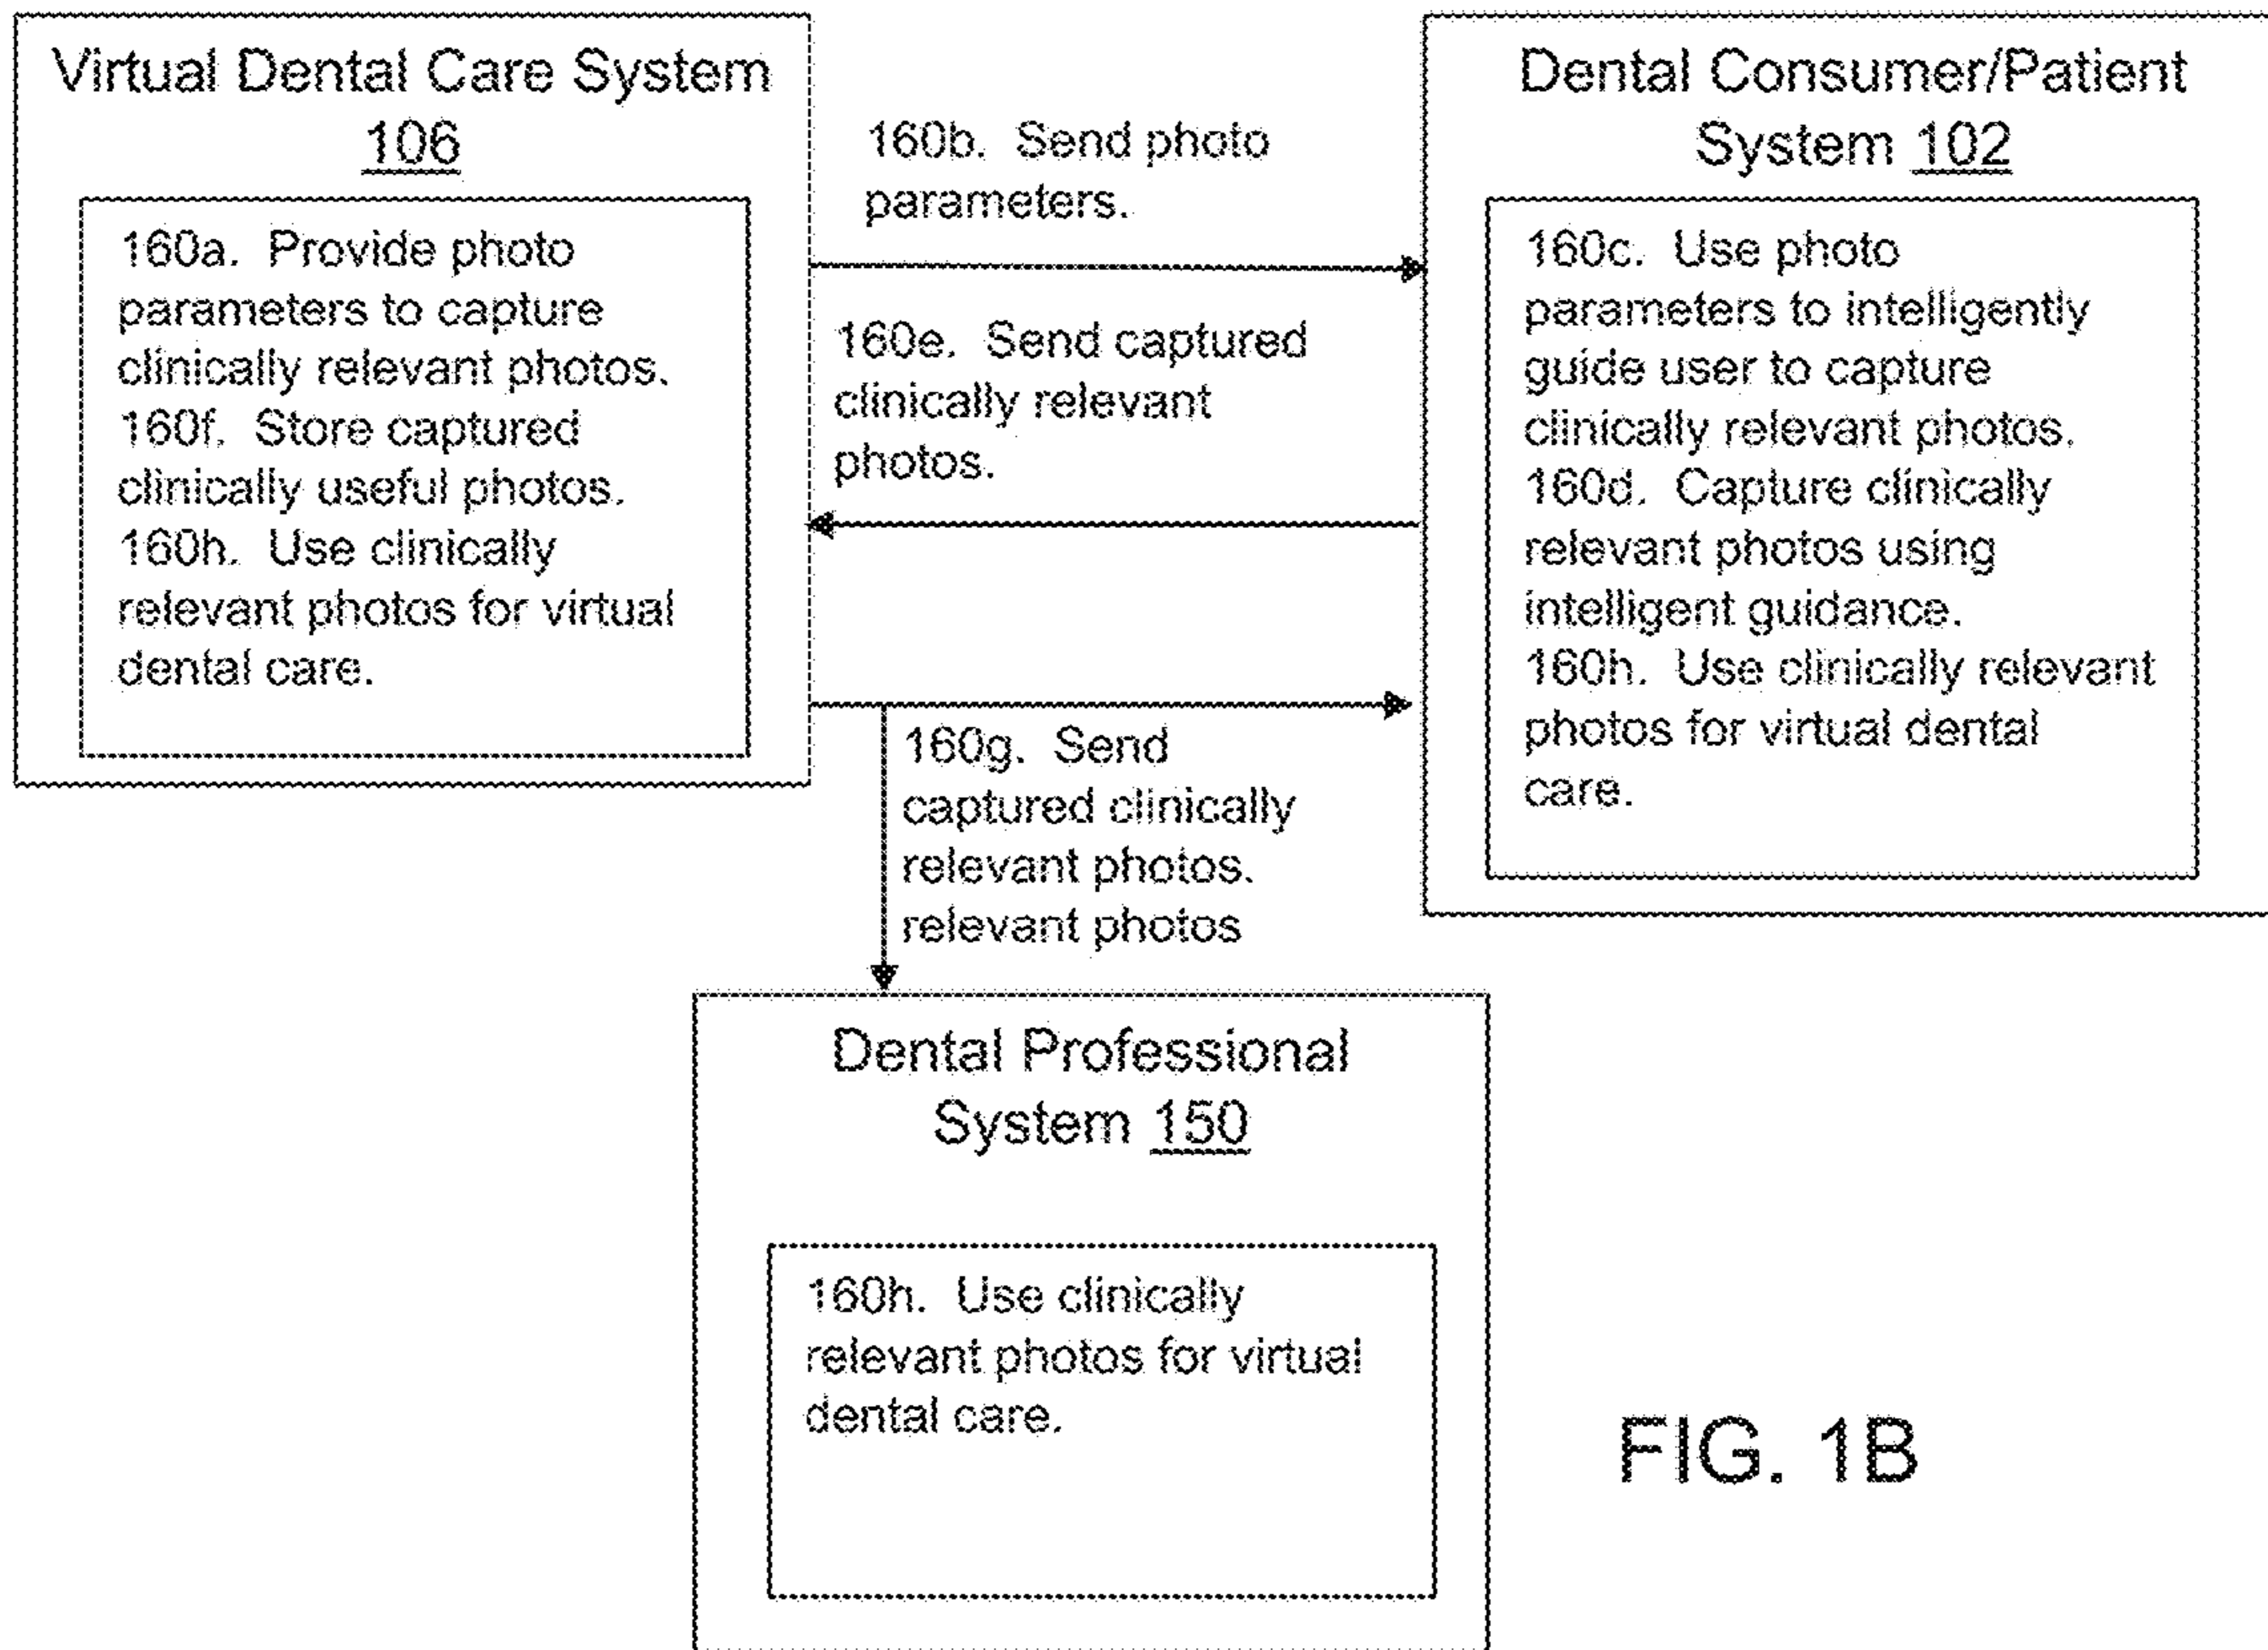 Virtual Dental Care System
106
160a. Provide photo
parameters to capture
clinically relevant photos.
160f. Store captured
clinically useful photos.
160h. Use clinically
relevant photos for virtual
dental care.
160b. Send photo
parameters.
160e. Send captured
clinically relevant
photos.
160g. Send
captured clinically
relevant photos.
relevant photos
Dental Consumer/Patient
System 102
160c. Use photo
parameters to intelligently
guide user to capture
clinically relevant photos.
160d. Capture clinically
relevant photos using
intelligent guidance.
160h. Use clinically relevant
photos for virtual dental
care.
Dental Professional
System 150
160h. Use clinically
relevant photos for virtual
dental care.
FIG. 1B